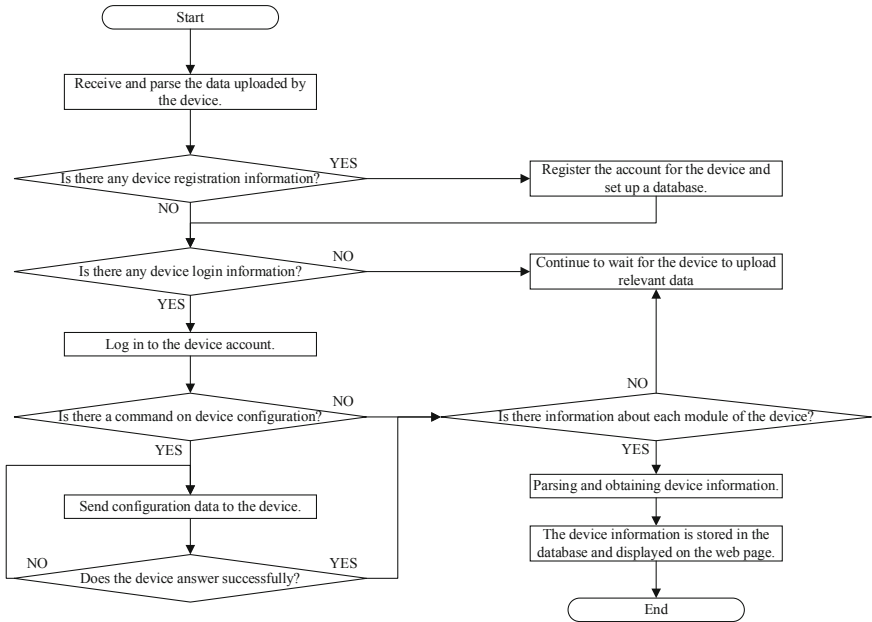 Start
Receive and parse the data uploaded by
the device.
YES
Is there any device registration information?
Register the account for the device and
set up a database.
NO
NO
Is there any device login information?
Continue to wait for the device to upload
relevant data
YES
Log in to the device account.
NO
Is there a command on device configuration?
NO
Is there information about each module of the device?
YES
YES
Send configuration data to the device.
Parsing and obtaining device information.
The device information is stored in the
database and displayed on the web page.
NO
YES
Does the device answer successfully?
End